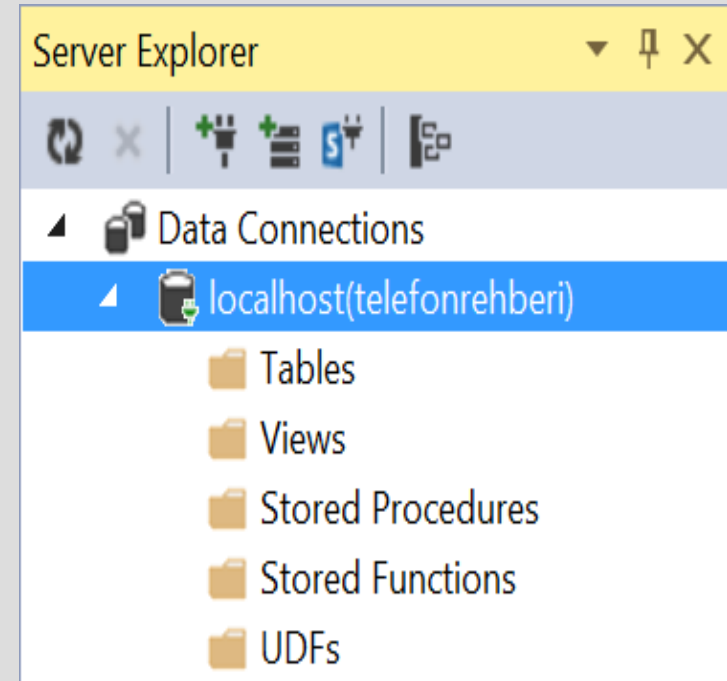 Server Explorer
Data Connections
localhost(telefonrehberi)
Tables
Views
Stored Procedures
Stored Functions
UDFs